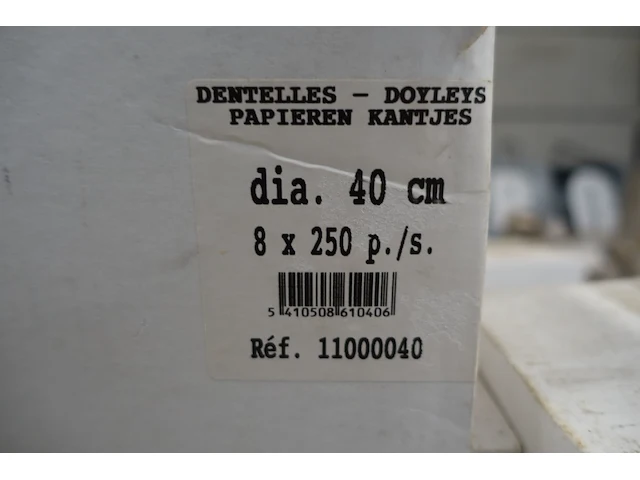 DENTELLES – DOYLEYS
PAPIEREN KANTJES
dia. 40 cm
8 x 250 p./s.
5 410508 610406
Réf. 11000040